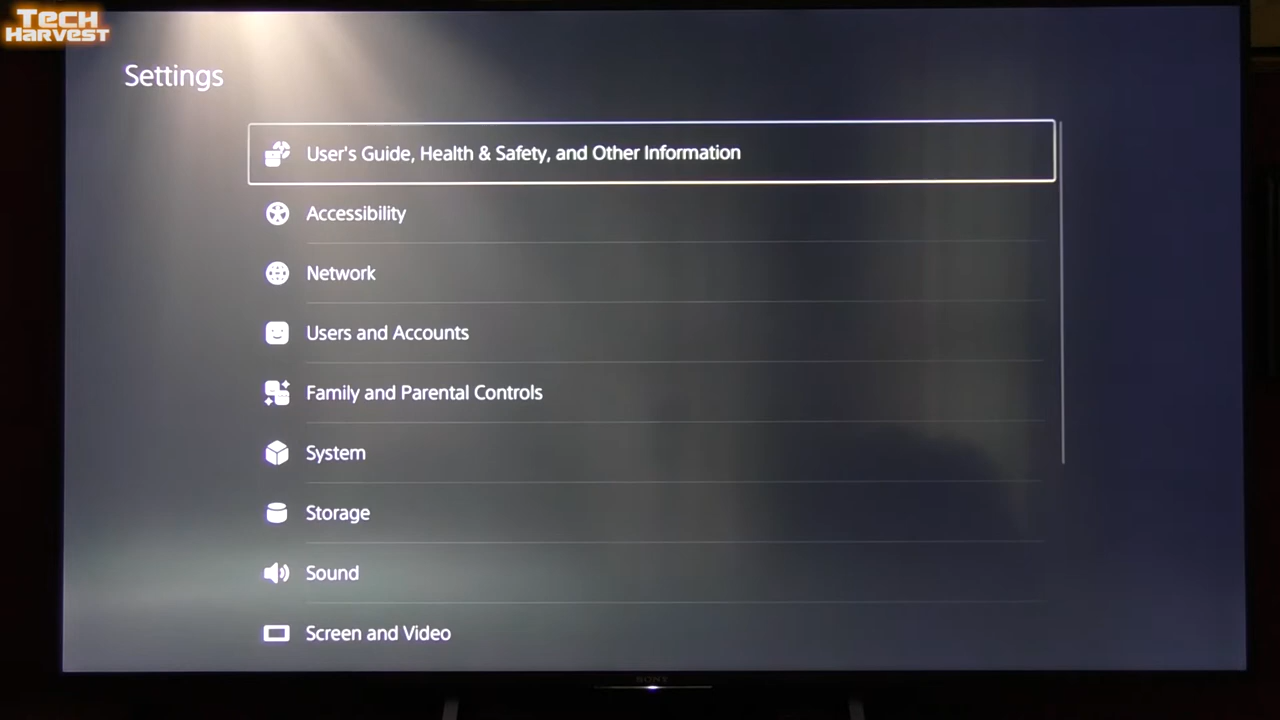 Tech
Harvest
Settings
User's Guide, Health & Safety, and Other Information
Accessibility
Network
Users and Accounts
Family and Parental Controls
System
Storage
Sound
Screen and Video
SONY